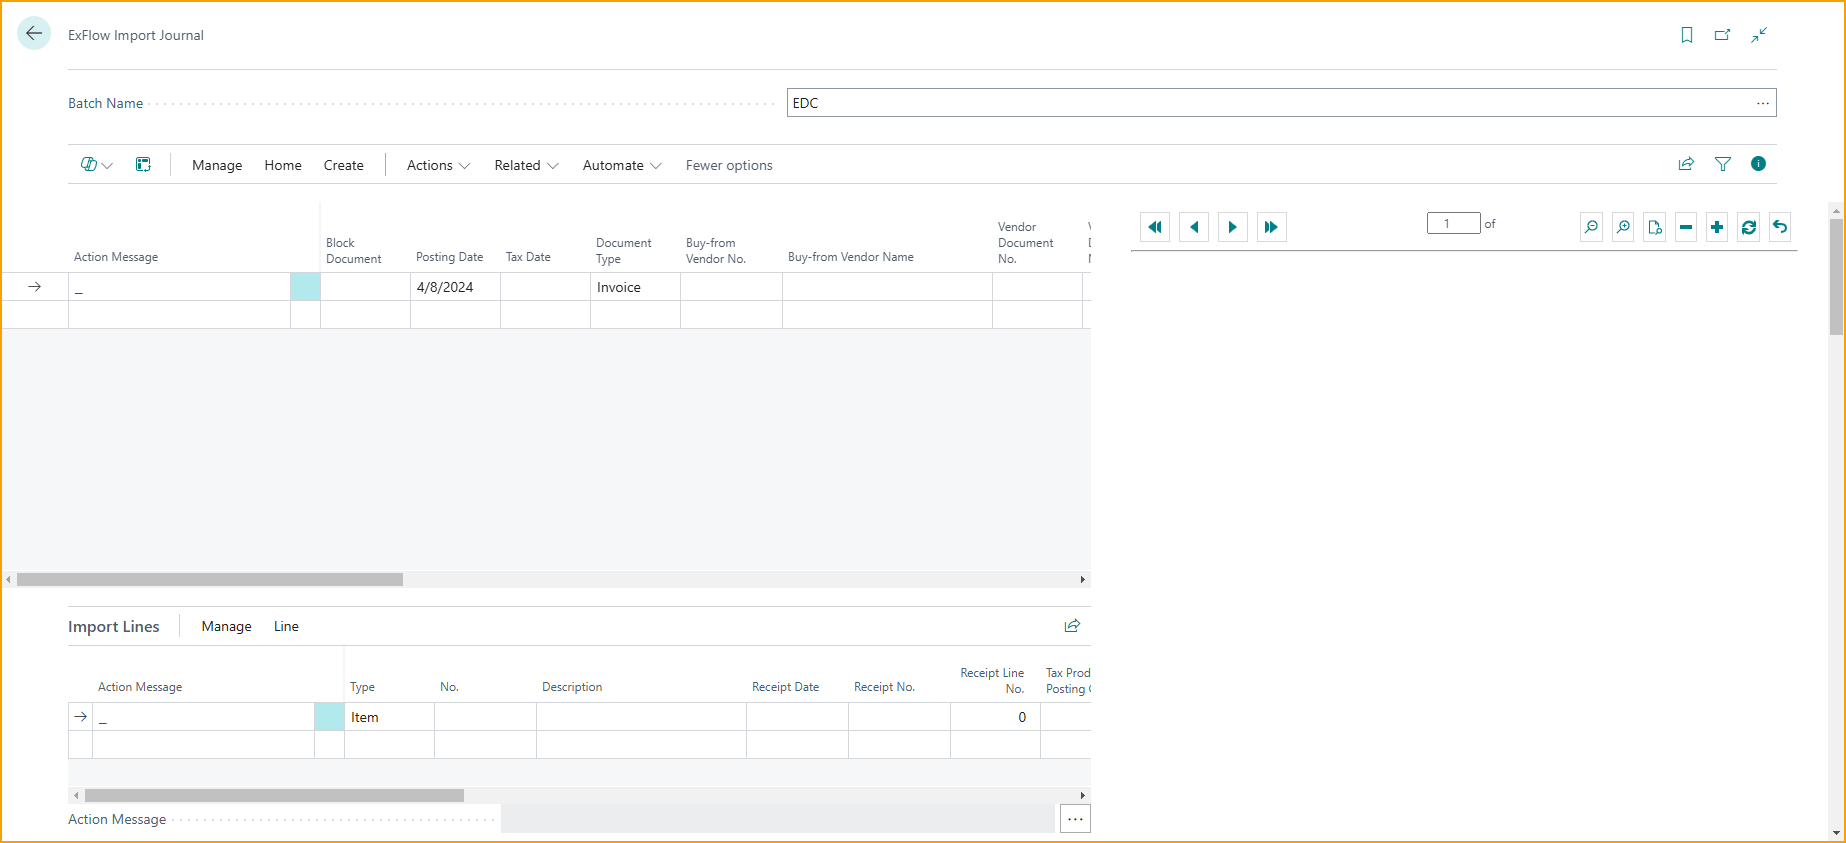 ExFlow Import Journal
Batch Name
EDC
...
Manage Home Create Actions Related Automate Fewer options
Action Message
Block Document
Posting Date
Tax Date
Document Type
Buy-from Vendor No.
Buy-from Vendor Name
Vendor Document No.
1 of
_ 4/8/2024 Invoice
Import Lines Manage Line
Action Message
Type
No.
Description
Receipt Date
Receipt No.
Receipt Line No.
Tax Prod Posting
_ Item 0
Action Message
...